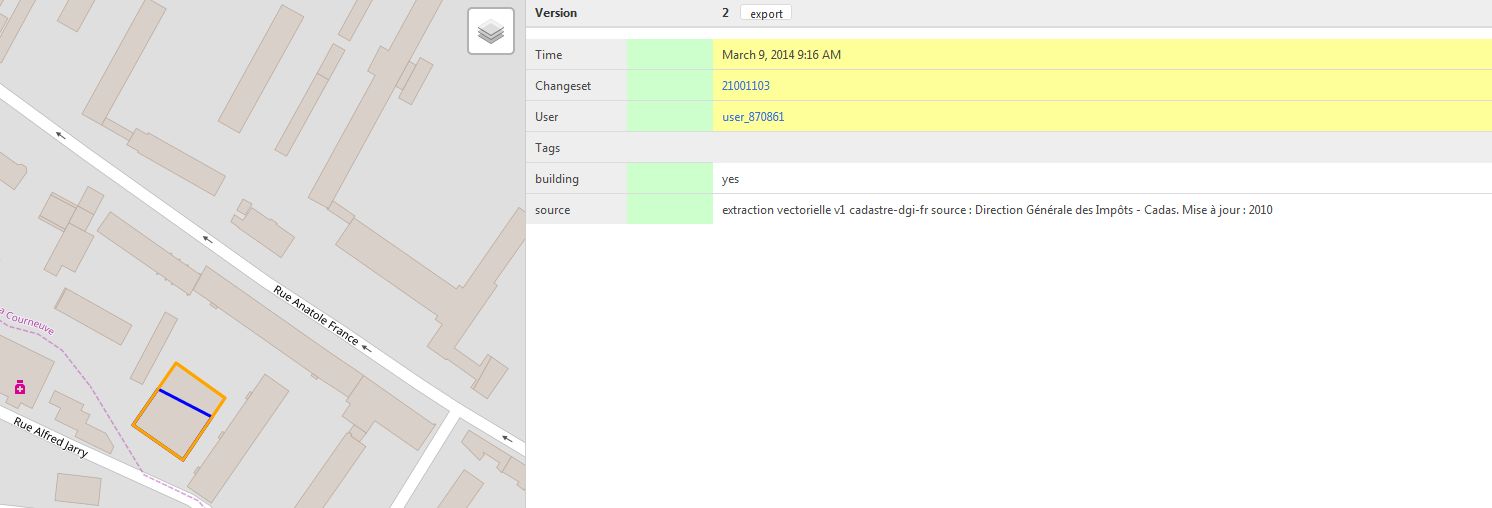 Version 2 export
Time March 9, 2014 9:16 AM
Changeset 21001103
User user_870861
Tags
building yes
source extraction vectorielle v1 cadastre-dgi-fr source : Direction Générale des Impôts - Cadas. Mise à jour : 2010
Rue Anatole France
a Courneuve
Rue Alfred Jarry